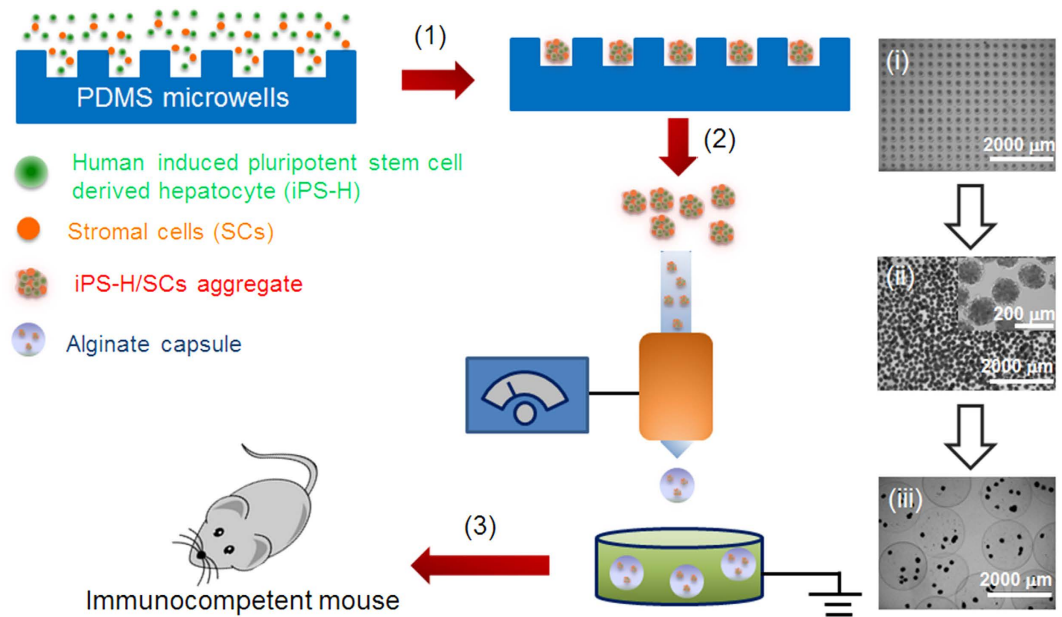 (1)
PDMS microwells
Human induced pluripotent stem cell
derived hepatocyte (iPS-H)
Stromal cells (SCs)
iPS-H/SCs aggregate
Alginate capsule
(2)
(3)
Immunocompetent mouse
(i)
2000 μm
(ii)
200 μm
2000 μm
(iii)
2000 μm